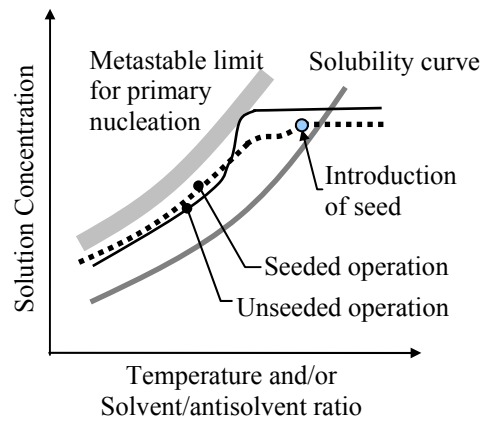 Metastable limit
for primary
nucleation
Solubility curve
Introduction
of seed
Seeded operation
Unseeded operation
Solution Concentration
Temperature and/or
Solvent/antisolvent ratio